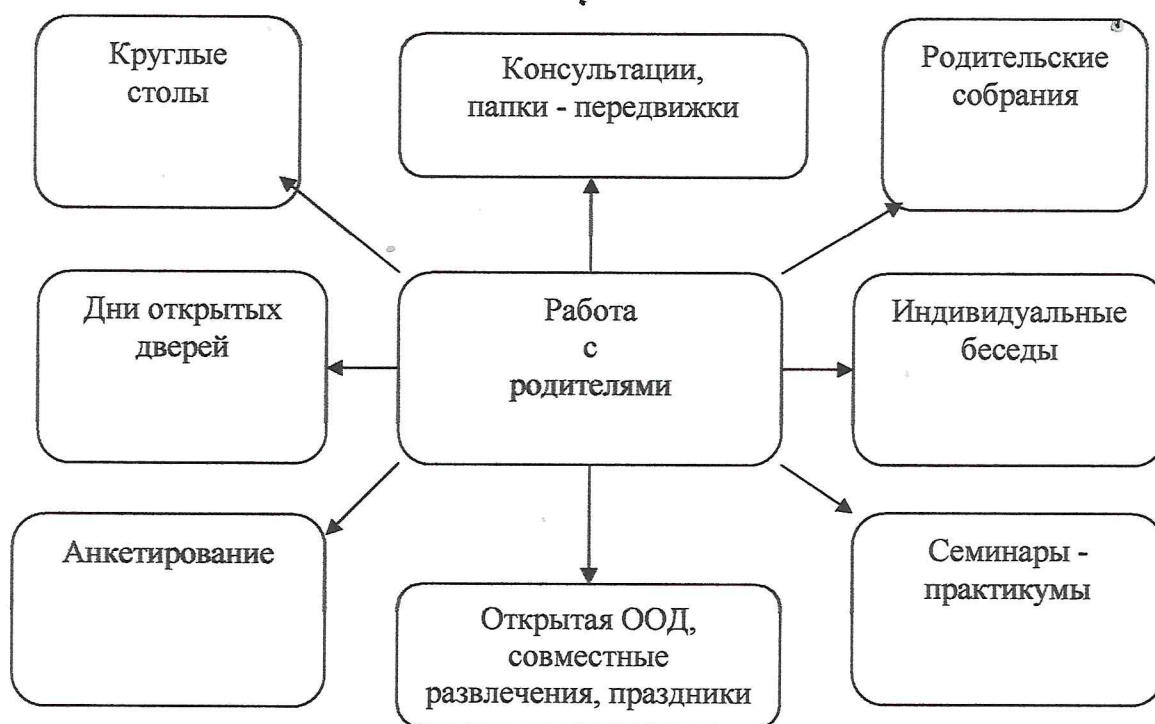 Круглые
столы
Консультации,
папки - передвижки
Родительские
собрания
Дни открытых
дверей
Работа
с
родителями
Индивидуальные
беседы
Анкетирование
Открытая ООД,
совместные
развлечения, праздники
Семинары -
практикумы